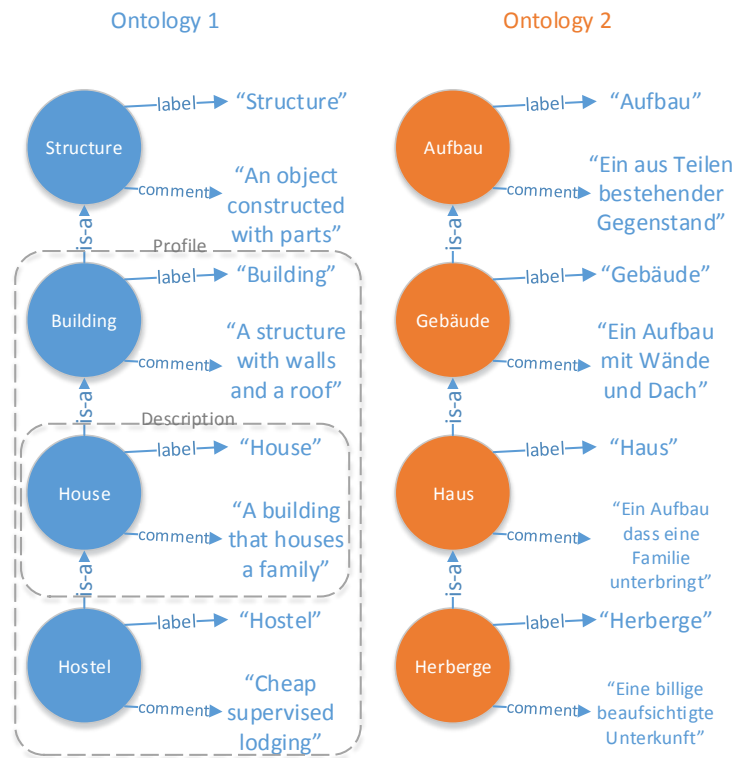 Ontology 1
Structure
label
“Structure”
comment
“An object
constructed
with parts”
is-a
Profile
Building
label
“Building”
comment
“A structure
with walls
and a roof”
is-a
Description
House
label
“House”
comment
“A building
that houses
a family”
is-a
Hostel
label
“Hostel”
comment
“Cheap
supervised
lodging”
Ontology 2
Aufbau
label
“Aufbau”
comment
“Ein aus Teilen
bestehender
Gegenstand”
is-a
Gebäude
label
“Gebäude”
comment
“Ein Aufbau
mit Wände
und Dach”
is-a
Haus
label
“Haus”
comment
“Ein Aufbau
dass eine
Familie
unterbringt”
is-a
Herberge
label
“Herberge”
comment
“Eine billige
beaufsichtigte
Unterkunft”